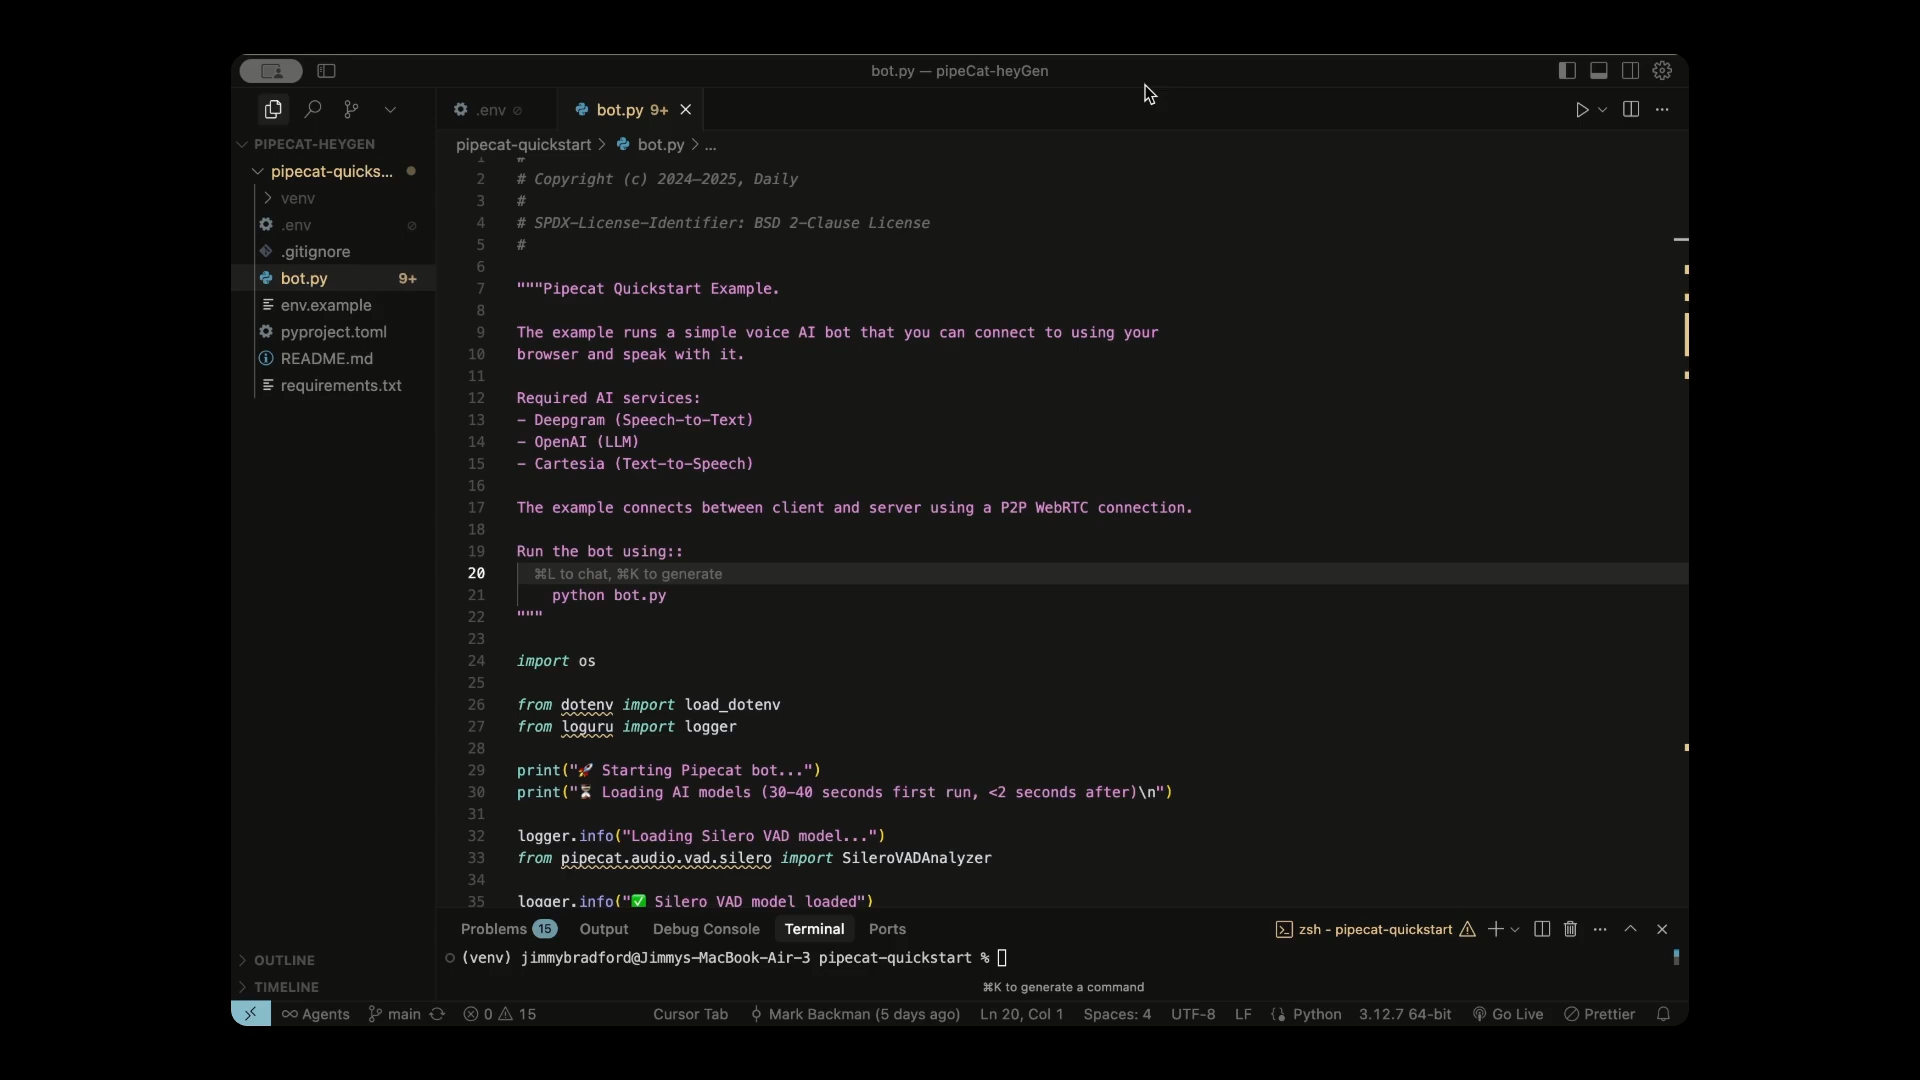 bot.py — pipeCat-heyGen
.env
bot.py 9+
PIPECAT-HEYGEN
pipecat-quicks...
venv
.env
.gitignore
bot.py 9+
env.example
pyproject.toml
README.md
requirements.txt
OUTLINE
TIMELINE
pipecat-quickstart > bot.py > ...
1 #
2 # Copyright (c) 2024–2025, Daily
3 #
4 # SPDX-License-Identifier: BSD 2-Clause License
5 #
6
7 """Pipecat Quickstart Example.
8
9 The example runs a simple voice AI bot that you can connect to using your
10 browser and speak with it.
11
12 Required AI services:
13 - Deepgram (Speech-to-Text)
14 - OpenAI (LLM)
15 - Cartesia (Text-to-Speech)
16
17 The example connects between client and server using a P2P WebRTC connection.
18
19 Run the bot using::
20 ⌘L to chat, ⌘K to generate
21 python bot.py
22 """
23
24 import os
25
26 from dotenv import load_dotenv
27 from loguru import logger
28
29 print("🚀 Starting Pipecat bot...")
30 print("⏳ Loading AI models (30-40 seconds first run, <2 seconds after)\n")
31
32 logger.info("Loading Silero VAD model...")
33 from pipecat.audio.vad.silero import SileroVADAnalyzer
34
35 logger.info("✅ Silero VAD model loaded")
Problems 15 Output Debug Console Terminal Ports zsh - pipecat-quickstart
(venv) jimmybradford@Jimmys-MacBook-Air-3 pipecat-quickstart %
⌘K to generate a command
Agents main 0 15 Cursor Tab Mark Backman (5 days ago) Ln 20, Col 1 Spaces: 4 UTF-8 LF Python 3.12.7 64-bit Go Live Prettier